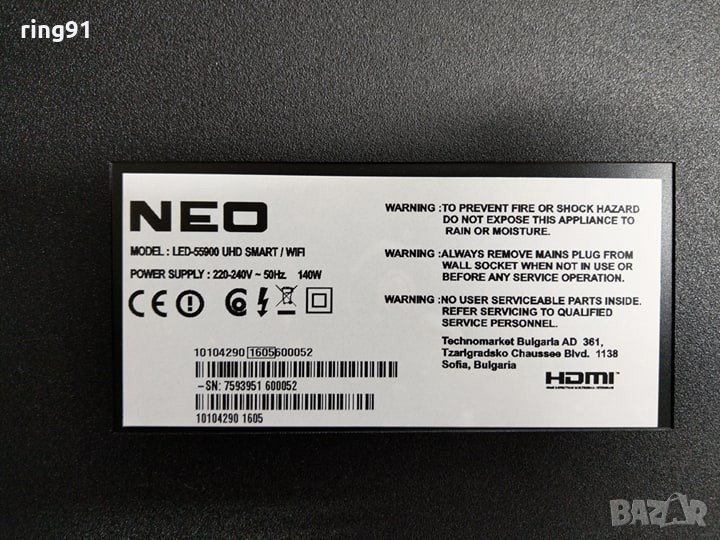 ring91
NEO
MODEL : LED-55900 UHD SMART / WIFI
POWER SUPPLY : 220-240V ~ 50Hz. 140W
WARNING :TO PREVENT FIRE OR SHOCK HAZARD
DO NOT EXPOSE THIS APPLIANCE TO
RAIN OR MOISTURE.
WARNING :ALWAYS REMOVE MAINS PLUG FROM
WALL SOCKET WHEN NOT IN USE OR
BEFORE ANY SERVICE OPERATION.
WARNING :NO USER SERVICEABLE PARTS INSIDE.
REFER SERVICING TO QUALIFIED
SERVICE PERSONNEL.
Technomarket Bulgaria AD 361,
Tzarigradsko Chaussee Blvd. 1138
Sofia, Bulgaria
HDMI
CE
10104290 1605600052
-SN: 7593951 600052
10104290 1605
BAZAR